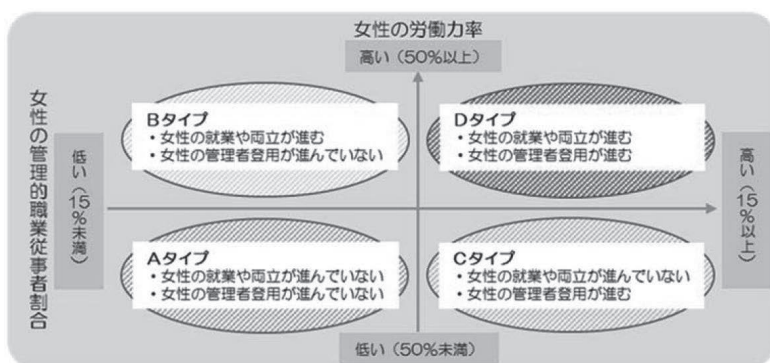 女性の労働力率
高い（50％以上）
女性の管理的職業従事者割合
低い（15％未満）
高い（15％以上）
Bタイプ
・女性の就業や両立が進む
・女性の管理者登用が進んでいない
Dタイプ
・女性の就業や両立が進む
・女性の管理者登用が進む
Aタイプ
・女性の就業や両立が進んでいない
・女性の管理者登用が進んでいない
Cタイプ
・女性の就業や両立が進んでいない
・女性の管理者登用が進む
低い（50％未満）